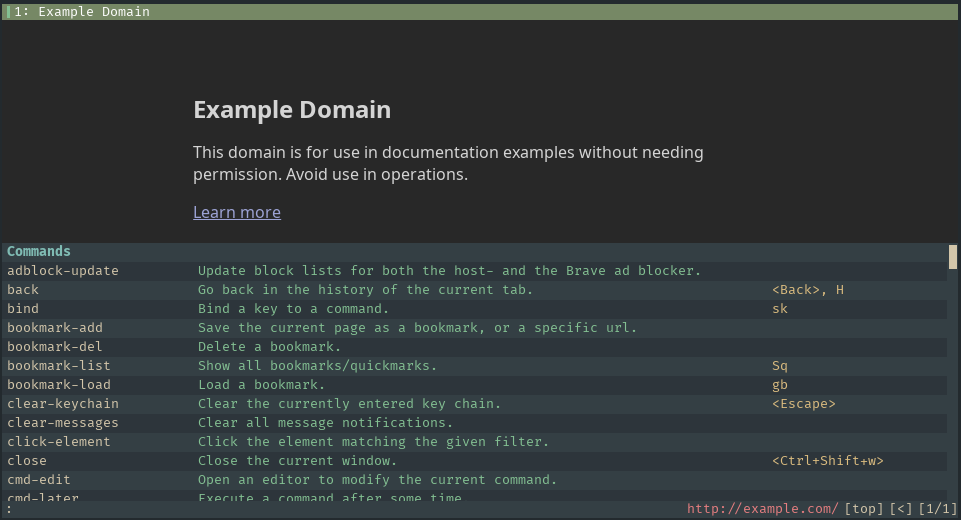 1: Example Domain
Example Domain
This domain is for use in documentation examples without needing
permission. Avoid use in operations.
Learn more
Commands
adblock-update Update block lists for both the host- and the Brave ad blocker.
back Go back in the history of the current tab. <Back>, H
bind Bind a key to a command. sk
bookmark-add Save the current page as a bookmark, or a specific url.
bookmark-del Delete a bookmark.
bookmark-list Show all bookmarks/quickmarks. Sq
bookmark-load Load a bookmark. gb
clear-keychain Clear the currently entered key chain. <Escape>
clear-messages Clear all message notifications.
click-element Click the element matching the given filter.
close Close the current window. <Ctrl+Shift+w>
cmd-edit Open an editor to modify the current command.
cmd-later Execute a command after some time.
: http://example.com/ [top] [<] [1/1]